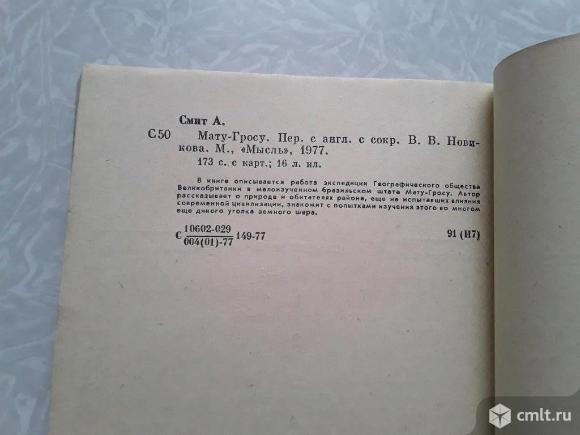 Смит А.
С50 Мату-Гросу. Пер. с англ. с сокр. В. В. Нови-
кова. М., «Мысль», 1977.
173 с. с карт.; 16 л. ил.
В книге описывается работа экспедиции Географического общества
Великобритании в малоизученном бразильском штате Мату-Гросу. Автор
рассказывает о природе и обитателях района, еще не испытавших влияния
современной цивилизации, знакомит с попытками изучения этого во многом
еще дикого уголка земного шара.
С 10602-029
004(01)-77 149-77 91 (И7)
cmlt.ru